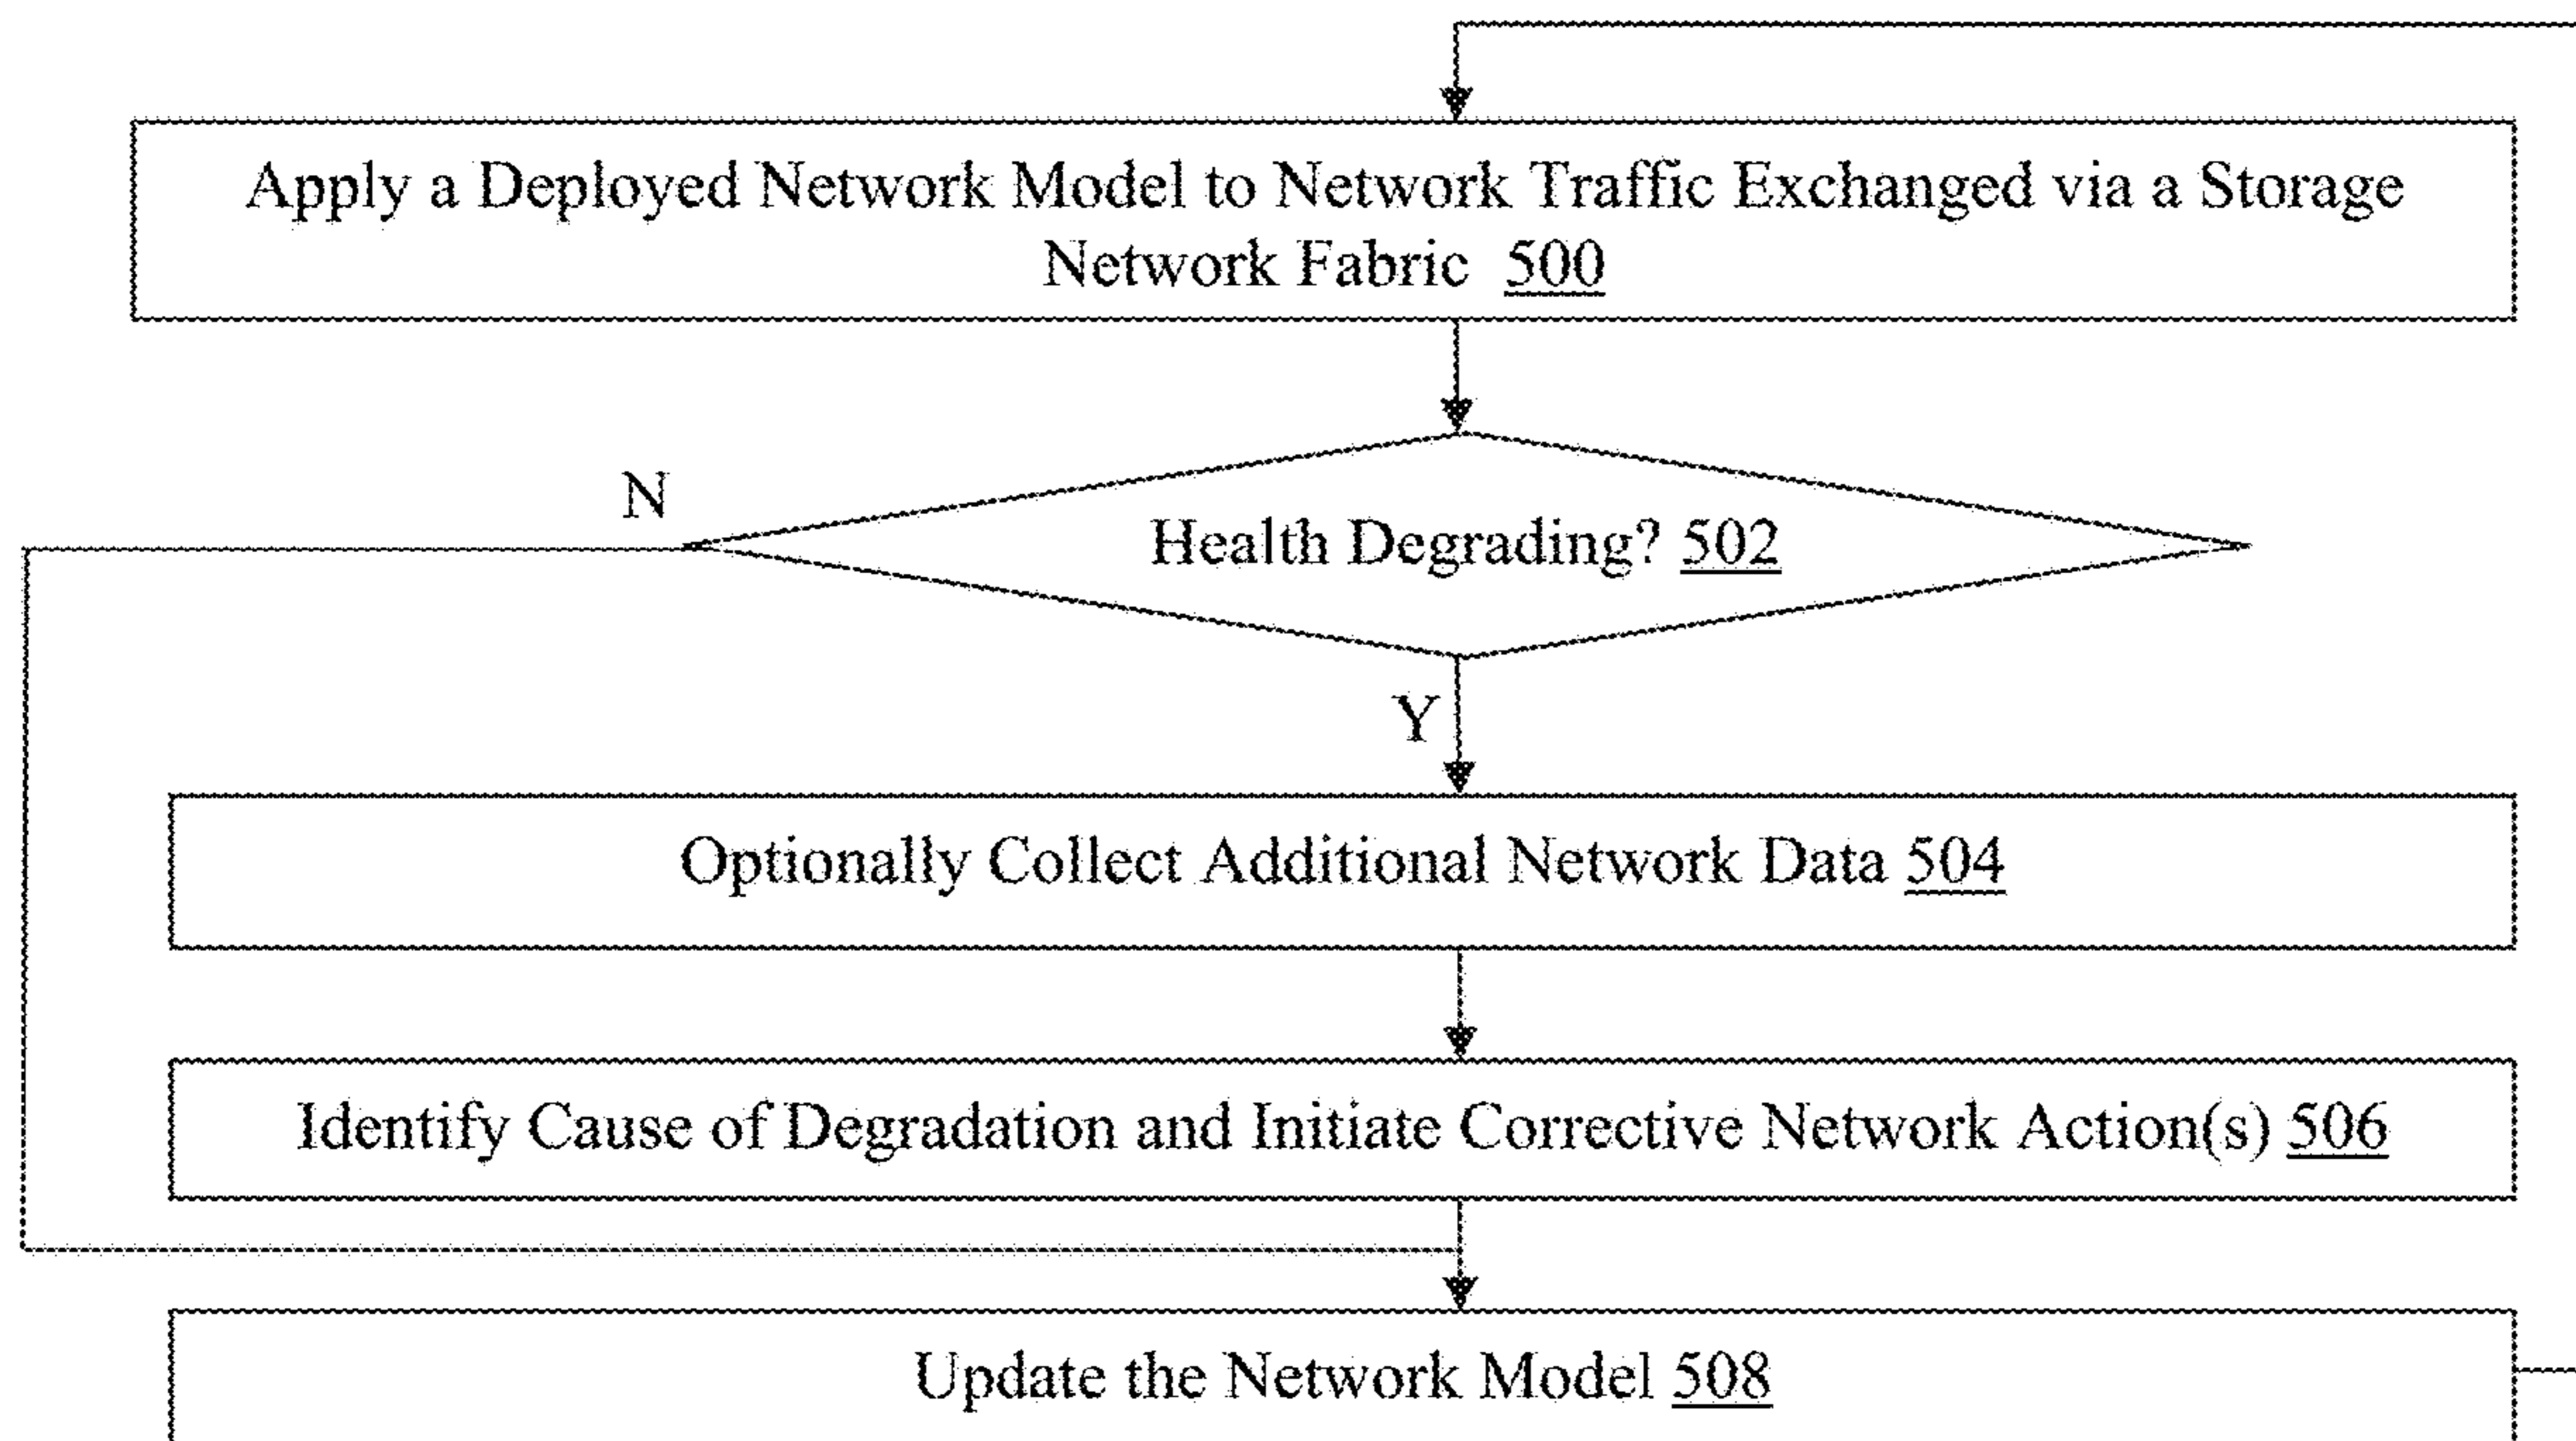 Apply a Deployed Network Model to Network Traffic Exchanged via a Storage
Network Fabric 500
N
Health Degrading? 502
Y
Optionally Collect Additional Network Data 504
Identify Cause of Degradation and Initiate Corrective Network Action(s) 506
Update the Network Model 508